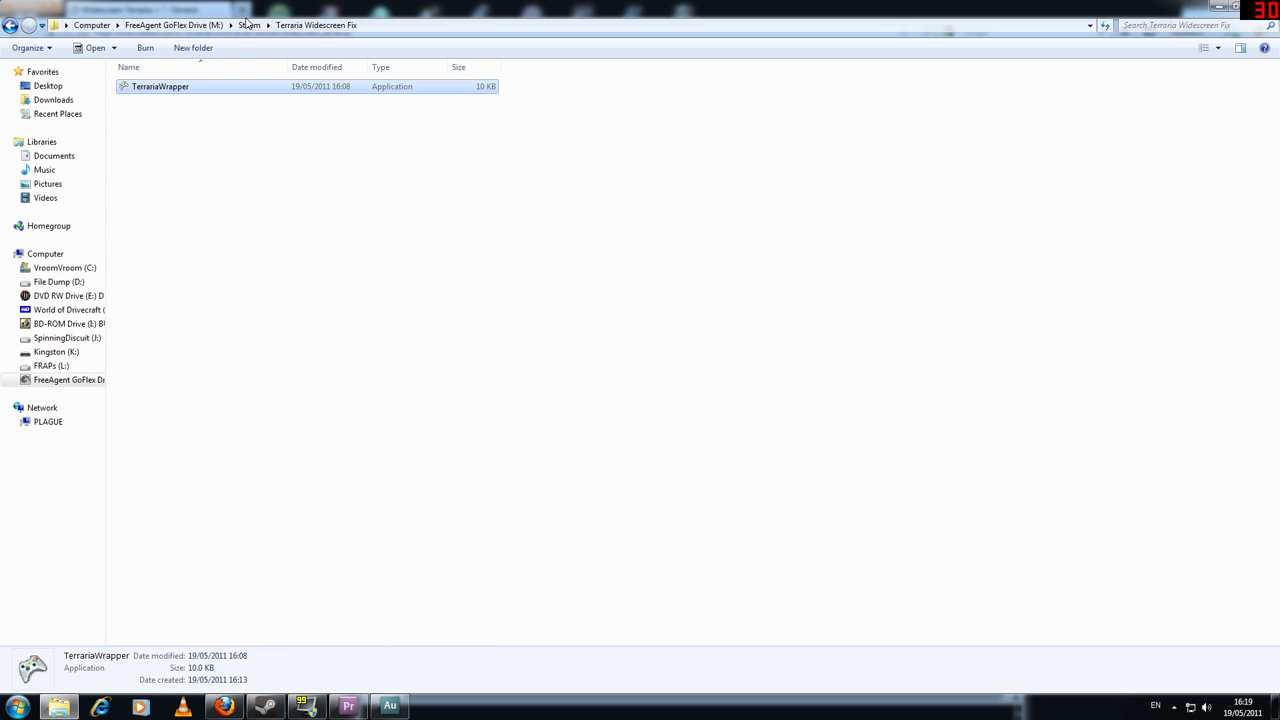 30
Computer FreeAgent GoFlex Drive (M:) Steam Terraria Widescreen Fix Search Terraria Widescreen Fix
Organize Open Burn New folder
Name Date modified Type Size
TerrariaWrapper 19/05/2011 16:08 Application 10 KB
Favorites
Desktop
Downloads
Recent Places
Libraries
Documents
Music
Pictures
Videos
Homegroup
Computer
VroomVroom (C:)
File Dump (D:)
DVD RW Drive (E:) D
World of Drivecraft (
BD-ROM Drive (I:) BU
SpinningDiscuit (J:)
Kingston (K:)
FRAPs (L:)
FreeAgent GoFlex Dr
Network
PLAGUE
TerrariaWrapper Date modified: 19/05/2011 16:08
Application Size: 10.0 KB
Date created: 19/05/2011 16:13
99 Pr Au
EN 16:19
19/05/2011